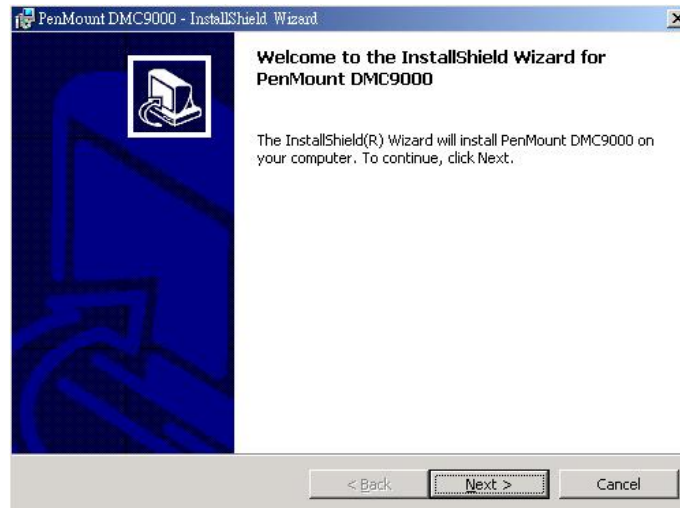 PenMount DMC9000 - InstallShield Wizard
Welcome to the InstallShield Wizard for
PenMount DMC9000
The InstallShield(R) Wizard will install PenMount DMC9000 on
your computer. To continue, click Next.
< Back
Next >
Cancel